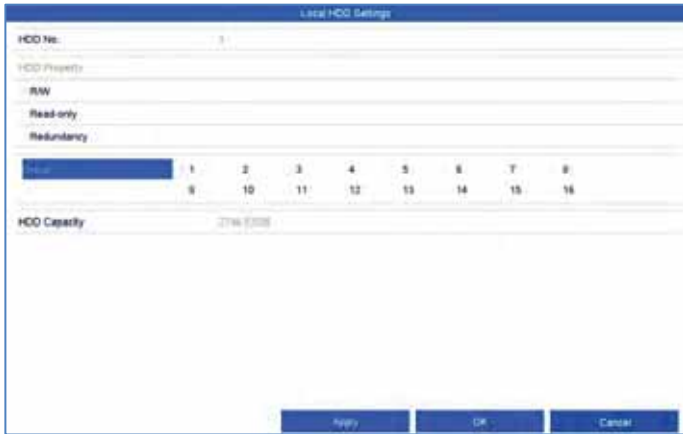 Local HDD Settings
HDD No. 1
HDD Property
R/W
Read-only
Redundancy
Group 1 2 3 4 5 6 7 8
9 10 11 12 13 14 15 16
HDD Capacity
Apply OK Cancel